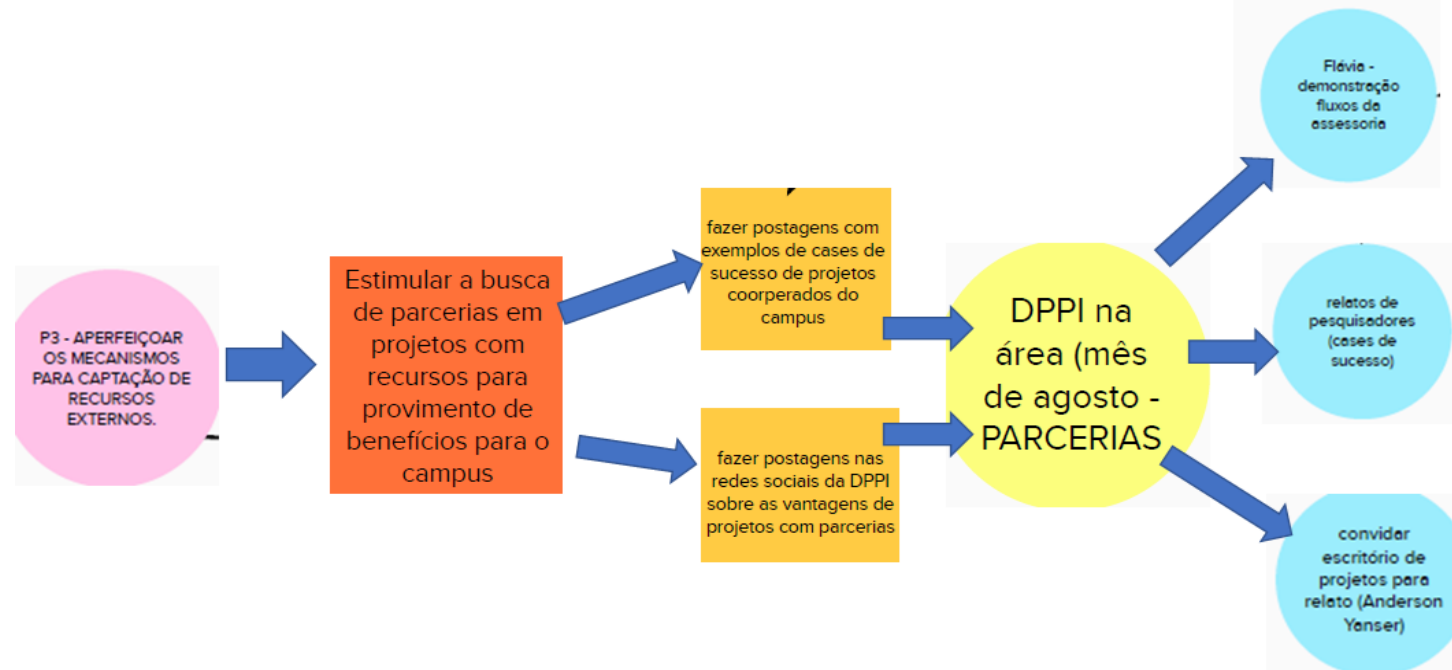 P3 - APERFEIÇOAR
OS MECANISMOS
PARA CAPTAÇÃO DE
RECURSOS
EXTERNOS.
Estimular a busca
de parcerias em
projetos com
recursos para
provimento de
benefícios para o
campus
fazer postagens com
exemplos de cases de
sucesso de projetos
coorperados do
campus
fazer postagens nas
redes sociais da DPPI
sobre as vantagens de
projetos com parcerias
DPPI na
área (mês
de agosto -
PARCERIAS
Flávia -
demonstração
fluxos da
assessoria
relatos de
pesquisadores
(cases de
sucesso)
convidar
escritório de
projetos para
relato (Anderson
Yanser)